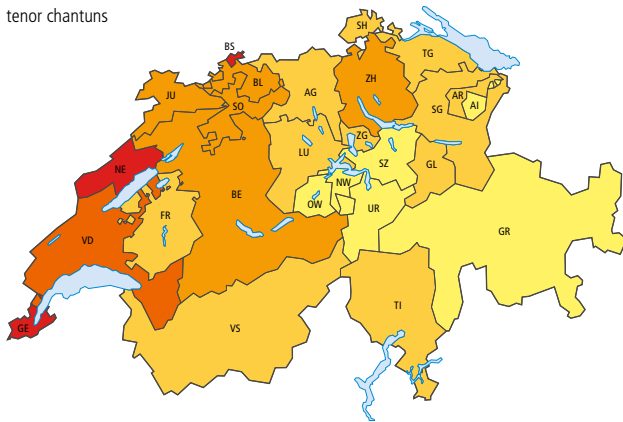 tenor chantuns
SH
BS
TG
BL
ZH
JU
AG
SO
SG
AR
AI
ZG
LU
SZ
GL
NE
NW
BE
OW
UR
FR
GR
VD
TI
VS
GE